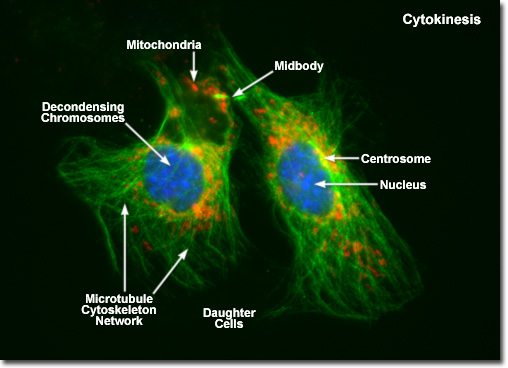 Cytokinesis
Mitochondria
Midbody
Decondensing
Chromosomes
Centrosome
Nucleus
Microtubule
Cytoskeleton
Network
Daughter
Cells